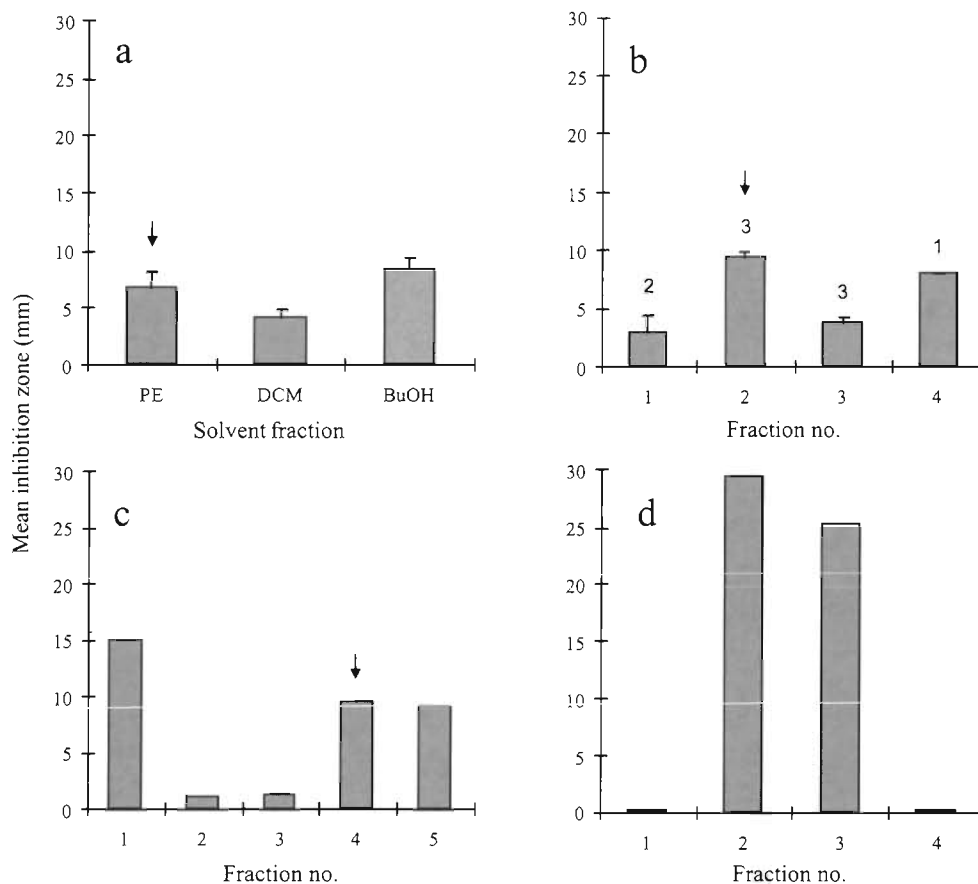 Mean inhibition zone (mm)
a
30
25
20
15
10
5
0
PE DCM BuOH
Solvent fraction
b
30
25
20
15
10
5
0
2 3 3 1
1 2 3 4
Fraction no.
c
30
25
20
15
10
5
0
1 2 3 4 5
Fraction no.
d
30
25
20
15
10
5
0
1 2 3 4
Fraction no.